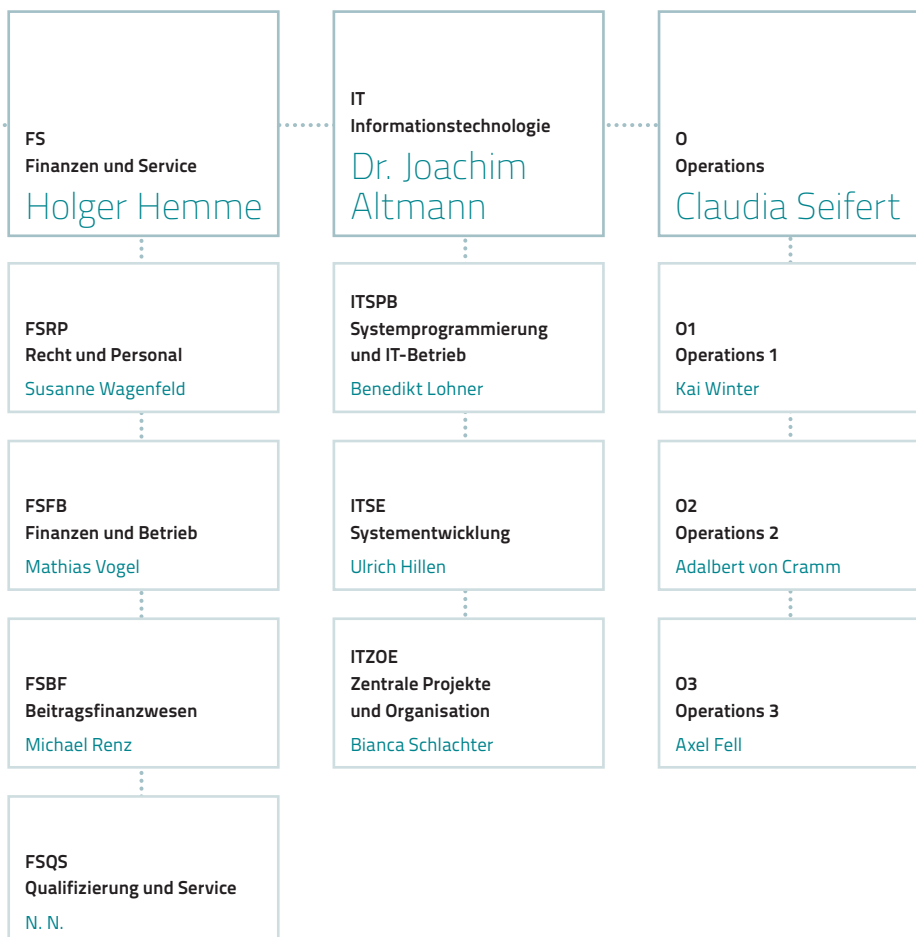 FS
Finanzen und Service
Holger Hemme
FSRP
Recht und Personal
Susanne Wagenfeld
FSFB
Finanzen und Betrieb
Mathias Vogel
FSBF
Beitragsfinanzwesen
Michael Renz
FSQS
Qualifizierung und Service
N. N.
IT
Informationstechnologie
Dr. Joachim
Altmann
ITSPB
Systemprogrammierung
und IT-Betrieb
Benedikt Lohner
ITSE
Systementwicklung
Ulrich Hillen
ITZOE
Zentrale Projekte
und Organisation
Bianca Schlachter
O
Operations
Claudia Seifert
O1
Operations 1
Kai Winter
O2
Operations 2
Adalbert von Cramm
O3
Operations 3
Axel Fell